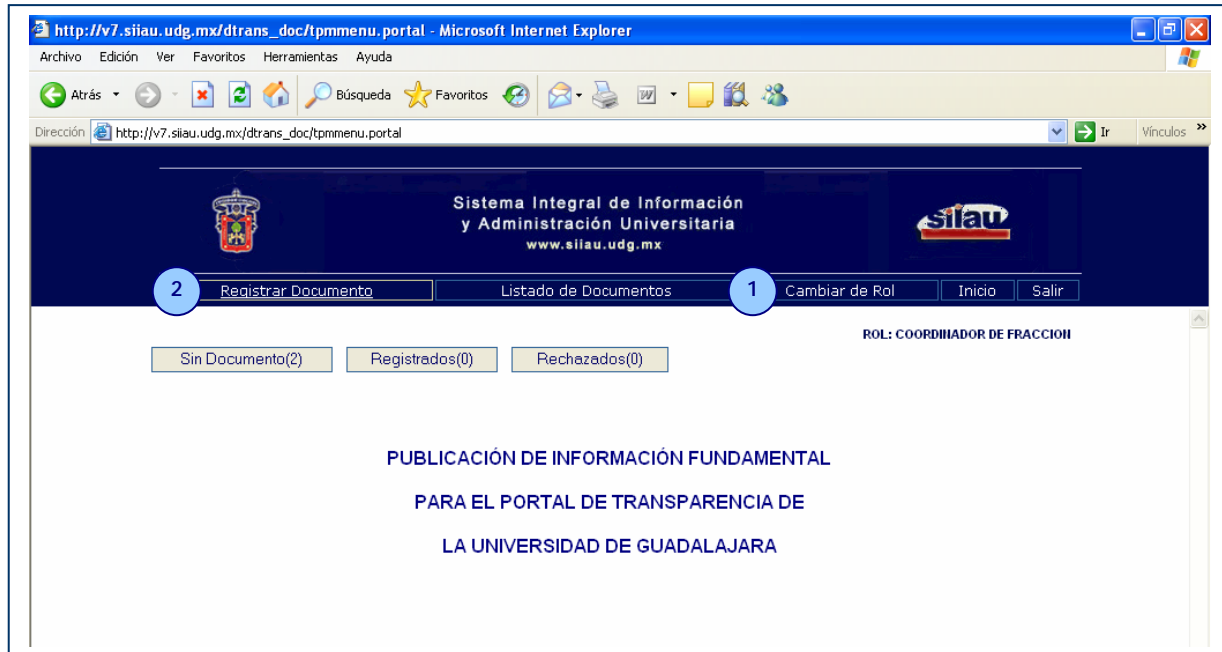 http://v7.siiau.udg.mx/dtrans_doc/tpmmenu.portal - Microsoft Internet Explorer
Archivo Edición Ver Favoritos Herramientas Ayuda
Atrás Búsqueda Favoritos
Dirección http://v7.siiau.udg.mx/dtrans_doc/tpmmenu.portal Ir Vínculos »
Sistema Integral de Información
y Administración Universitaria
www.siiau.udg.mx
siiau
2 Registrar Documento Listado de Documentos 1 Cambiar de Rol Inicio Salir
ROL: COORDINADOR DE FRACCION
Sin Documento(2) Registrados(0) Rechazados(0)
PUBLICACIÓN DE INFORMACIÓN FUNDAMENTAL
PARA EL PORTAL DE TRANSPARENCIA DE
LA UNIVERSIDAD DE GUADALAJARA